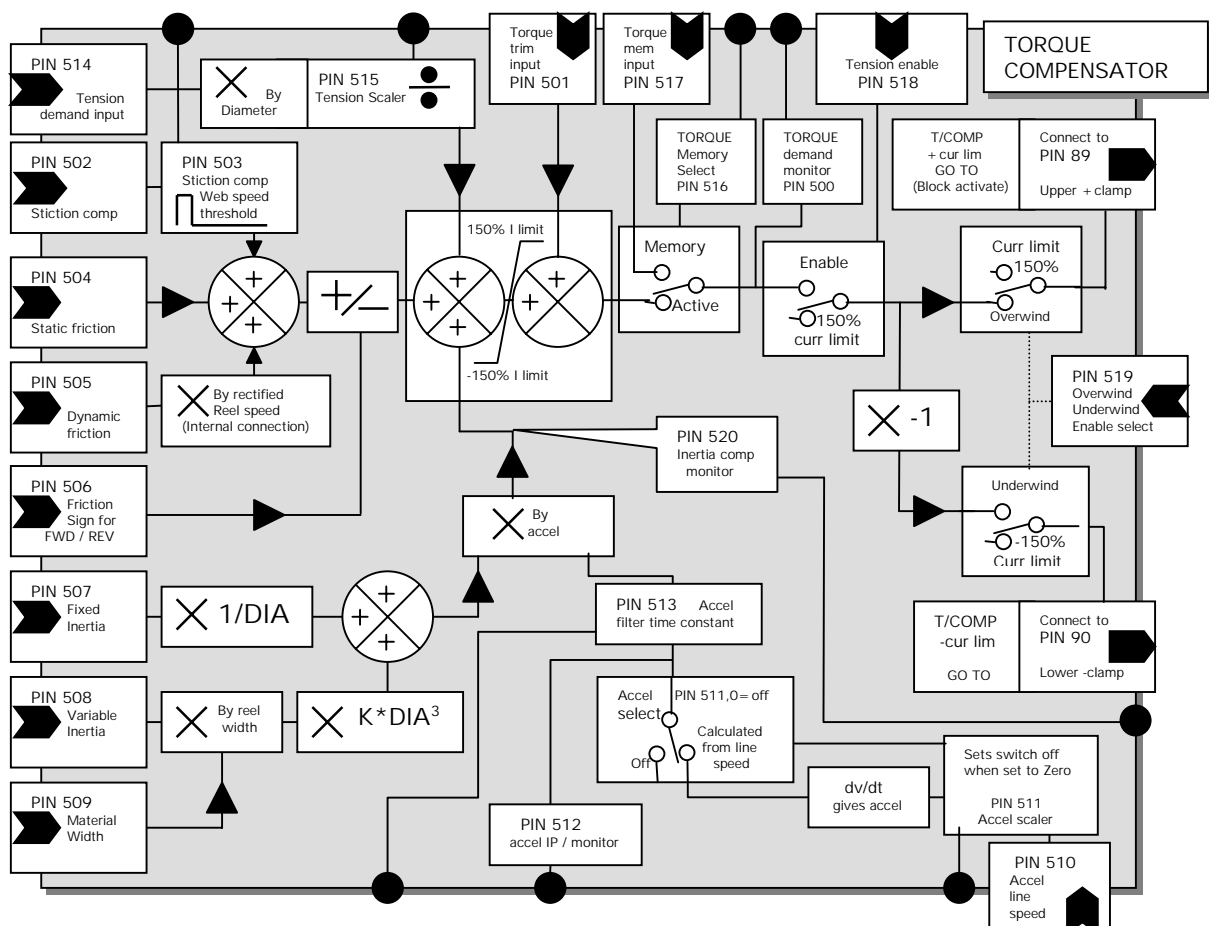 TORQUE
COMPENSATOR
PIN 514
Tension
demand input
By
Diameter
PIN 515
Tension Scaler
Torque
trim
input
PIN 501
Torque
mem
input
PIN 517
Tension enable
PIN 518
PIN 502
Stiction comp
PIN 503
Stiction comp
Web speed
threshold
TORQUE
Memory
Select
PIN 516
TORQUE
demand
monitor
PIN 500
T/COMP
+ cur lim
GO TO
(Block activate)
Connect to
PIN 89
Upper + clamp
PIN 504
Static friction
+
+
+
+/-
150% I limit
+
+
+
-150% I limit
Memory
Active
Enable
150%
curr limit
Curr limit
150%
Overwind
PIN 505
Dynamic
friction
By rectified
Reel speed
(Internal connection)
X -1
PIN 519
Overwind
Underwind
Enable select
PIN 520
Inertia comp
monitor
PIN 506
Friction
Sign for
FWD / REV
By
accel
Underwind
-150%
Curr limit
PIN 507
Fixed
Inertia
1/DIA
+
+
+
PIN 513 Accel
filter time constant
T/COMP
-cur lim
GO TO
Connect to
PIN 90
Lower -clamp
PIN 508
Variable
Inertia
By reel
width
K*DIA³
Accel
select
PIN 511,0=off
Calculated
from line
speed
Off
Sets switch off
when set to Zero
PIN 511
Accel scaler
dv/dt
gives accel
PIN 509
Material
Width
PIN 512
accel IP / monitor
PIN 510
Accel
line
speed